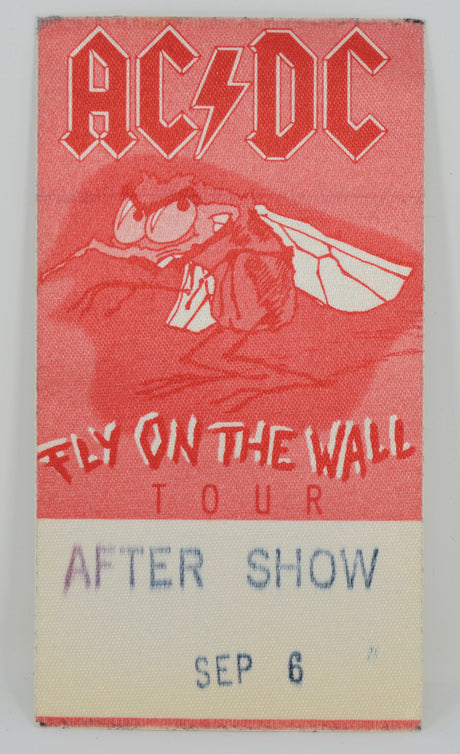 AC⚡DC
FLY ON THE WALL
TOUR
AFTER SHOW
SEP 6